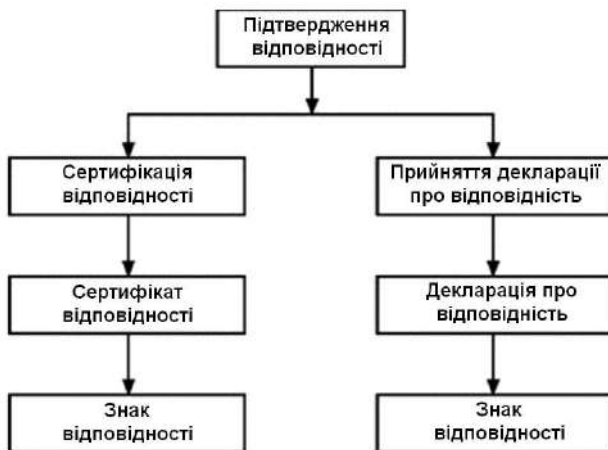 Підтвердження
відповідності
Сертифікація
відповідності
Прийняття декларації
про відповідність
Сертифікат
відповідності
Декларація про
відповідність
Знак
відповідності
Знак
відповідності